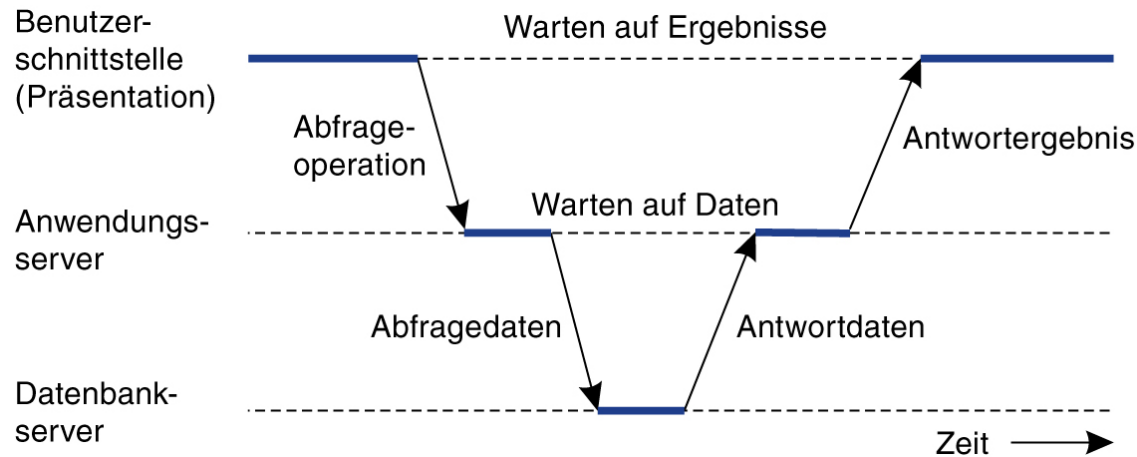 Benutzer-
schnittstelle
(Präsentation)
Warten auf Ergebnisse
Abfrage-
operation
Antwortergebnis
Anwendungs-
server
Warten auf Daten
Abfragedaten
Antwortdaten
Datenbank-
server
Zeit